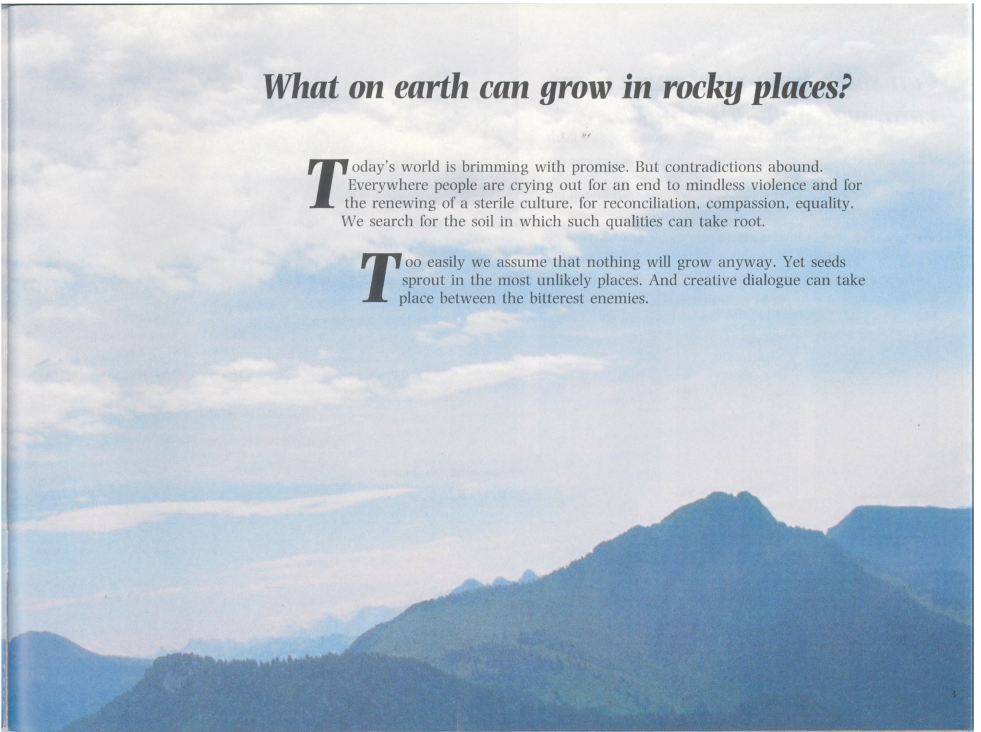 What on earth can grow in rocky places?
Today's world is brimming with promise. But contradictions abound.
Everywhere people are crying out for an end to mindless violence and for
the renewing of a sterile culture, for reconciliation, compassion, equality.
We search for the soil in which such qualities can take root.
Too easily we assume that nothing will grow anyway. Yet seeds
sprout in the most unlikely places. And creative dialogue can take
place between the bitterest enemies.